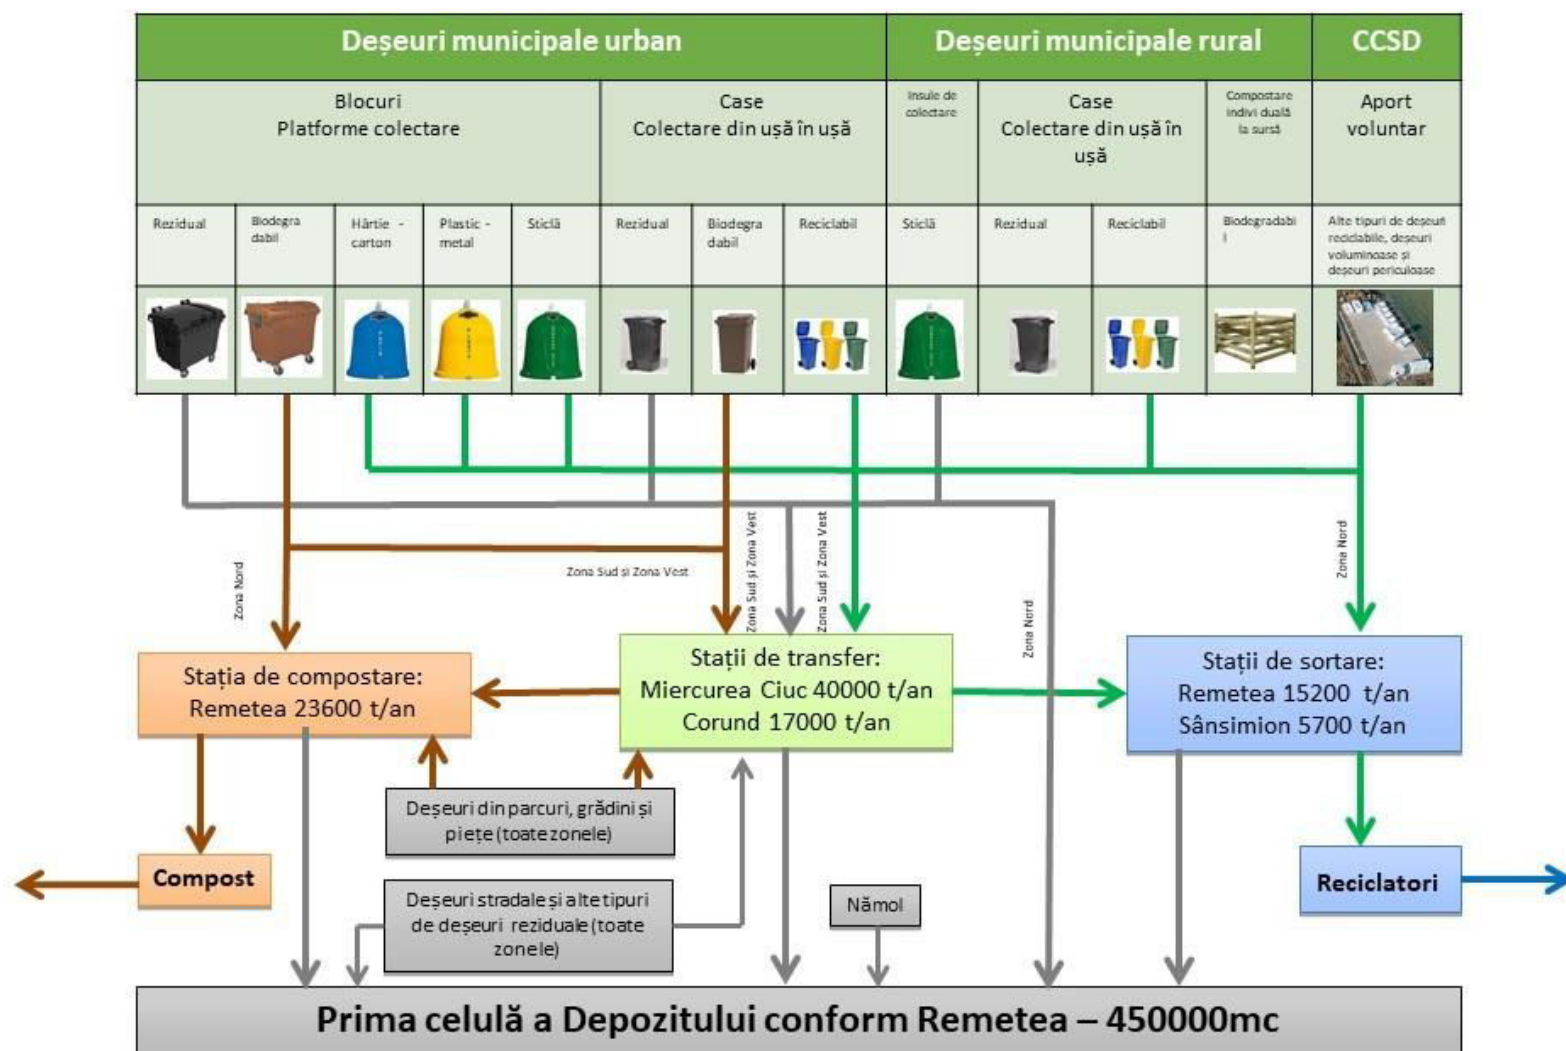 Deșeuri municipale urban
Deșeuri municipale rural
CCSD
Blocuri
Platforme colectare
Case
Colectare din ușă în ușă
Insule de
colectare
Case
Colectare din ușă în
ușă
Compostare
indivi duală
la sursă
Aport
voluntar
Rezidual
Biodegra
dabil
Hârtie -
carton
Plastic -
metal
Sticlă
Rezidual
Biodegra
dabil
Reciclabil
Sticlă
Rezidual
Reciclabil
Biodegradabi
l
Alte tipuri de deșeuri
reciclabile, deșeuri
voluminoase și
deșeuri periculoase
Zona Nord
Zona Sud și Zona Vest
Zona Sud și Zona Vest
Zona Sud și Zona Vest
Zona Nord
Zona Nord
Stația de compostare:
Remetea 23600 t/an
Stații de transfer:
Miercurea Ciuc 40000 t/an
Corund 17000 t/an
Stații de sortare:
Remetea 15200 t/an
Sânsimion 5700 t/an
Deșeuri din parcuri, grădini și
piețe (toate zonele)
Compost
Deșeuri stradale și alte tipuri
de deșeuri reziduale (toate
zonele)
Nămol
Reciclatori
Prima celulă a Depozitului conform Remetea – 450000mc